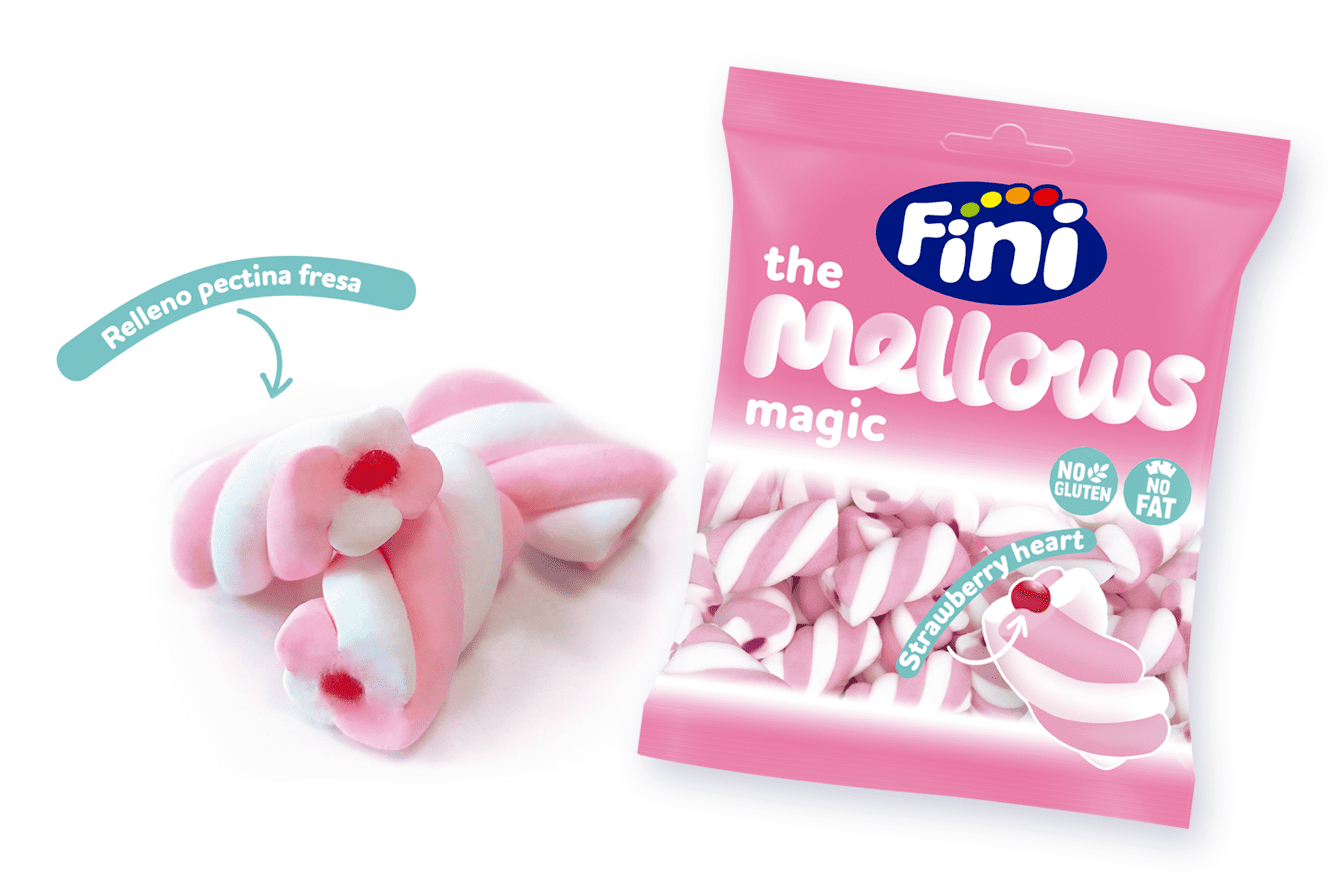 Relleno pectina fresa
Fini
the
Mellows
magic
NO
GLUTEN
NO
FAT
Strawberry heart